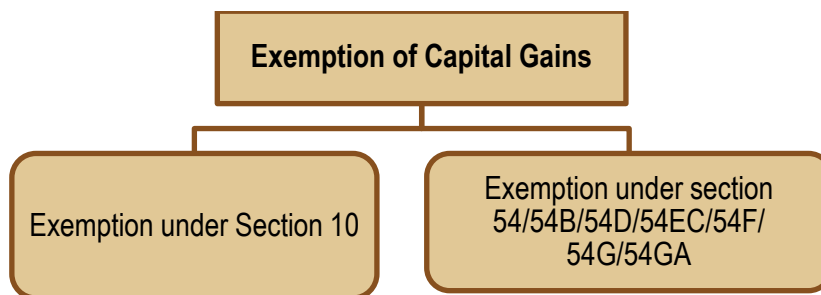 Exemption of Capital Gains
Exemption under Section 10
Exemption under section
54/54B/54D/54EC/54F/
54G/54GA